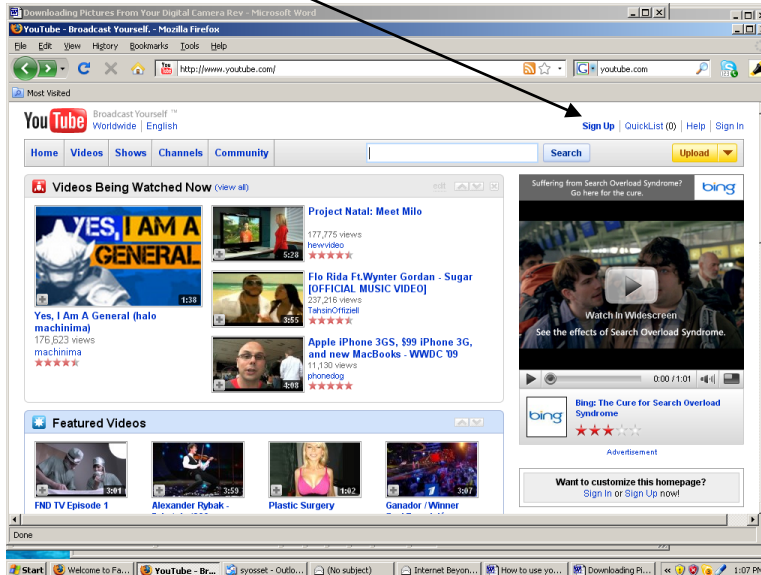 Downloading Pictures From Your Digital Camera Rev - Microsoft Word
YouTube - Broadcast Yourself. - Mozilla Firefox
File Edit View History Bookmarks Tools Help
http://www.youtube.com/
youtube.com
Most Visited
YouTube
Broadcast Yourself ™
Worldwide English
Sign Up QuickList (0) Help Sign In
Home Videos Shows Channels Community
Search
Upload
Videos Being Watched Now (view all)
edit
YES, I AM A
GENERAL
1:38
Yes, I Am A General (halo
machinima)
176,623 views
machinima
5:28
Project Natal: Meet Milo
177,775 views
hewvideo
3:55
Flo Rida Ft.Wynter Gordan - Sugar
[OFFICIAL MUSIC VIDEO]
237,216 views
TahsinOffiziell
4:08
Apple iPhone 3GS, $99 iPhone 3G,
and new MacBooks - WWDC '09
11,130 views
phonedog
Suffering from Search Overload Syndrome?
Go here for the cure.
bing
Watch In Widescreen
See the effects of Search Overload Syndrome.
0:00 / 1:01
bing
Bing: The Cure for Search Overload
Syndrome
Advertisement
Want to customize this homepage?
Sign In or Sign Up now!
Featured Videos
3:01
FND TV Episode 1
3:59
Alexander Rybak -
1:02
Plastic Surgery
3:07
Ganador / Winner
Done
Start Welcome to Fa... YouTube - Br... syosset - Outlo... (No subject) Internet Beyon... How to use yo... Downloading Pi... 1:07 PM